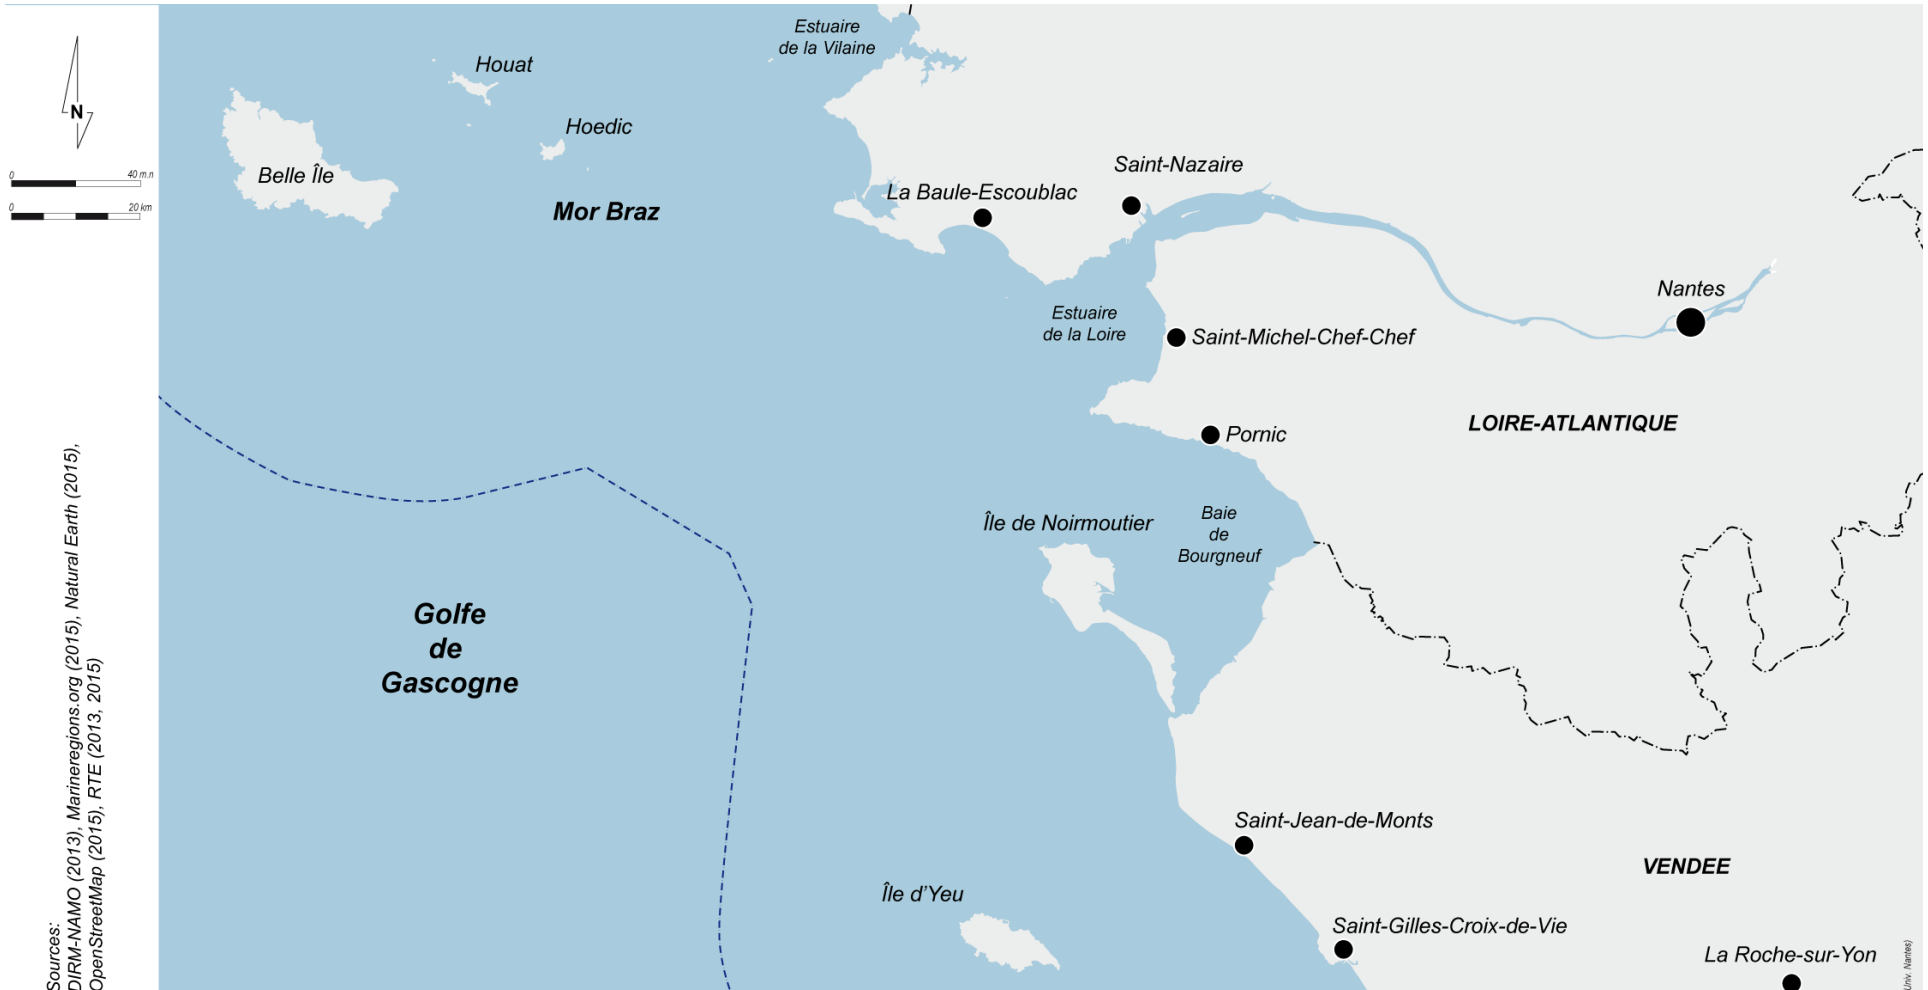 Estuaire
de la Vilaine
Houat
N
Hoedic
Belle Île
0 40 m.n
0 20 km
Mor Braz
Saint-Nazaire
La Baule-Escoublac
Nantes
Estuaire
de la Loire
Saint-Michel-Chef-Chef
LOIRE-ATLANTIQUE
Pornic
Île de Noirmoutier
Baie
de
Bourgneuf
Golfe
de
Gascogne
Saint-Jean-de-Monts
VENDEE
Île d'Yeu
Saint-Gilles-Croix-de-Vie
La Roche-sur-Yon
Sources:
DIRM-NAMO (2013), Marineregions.org (2015), Natural Earth (2015),
OpenStreetMap (2015), RTE (2013, 2015)
Univ. Nantes)